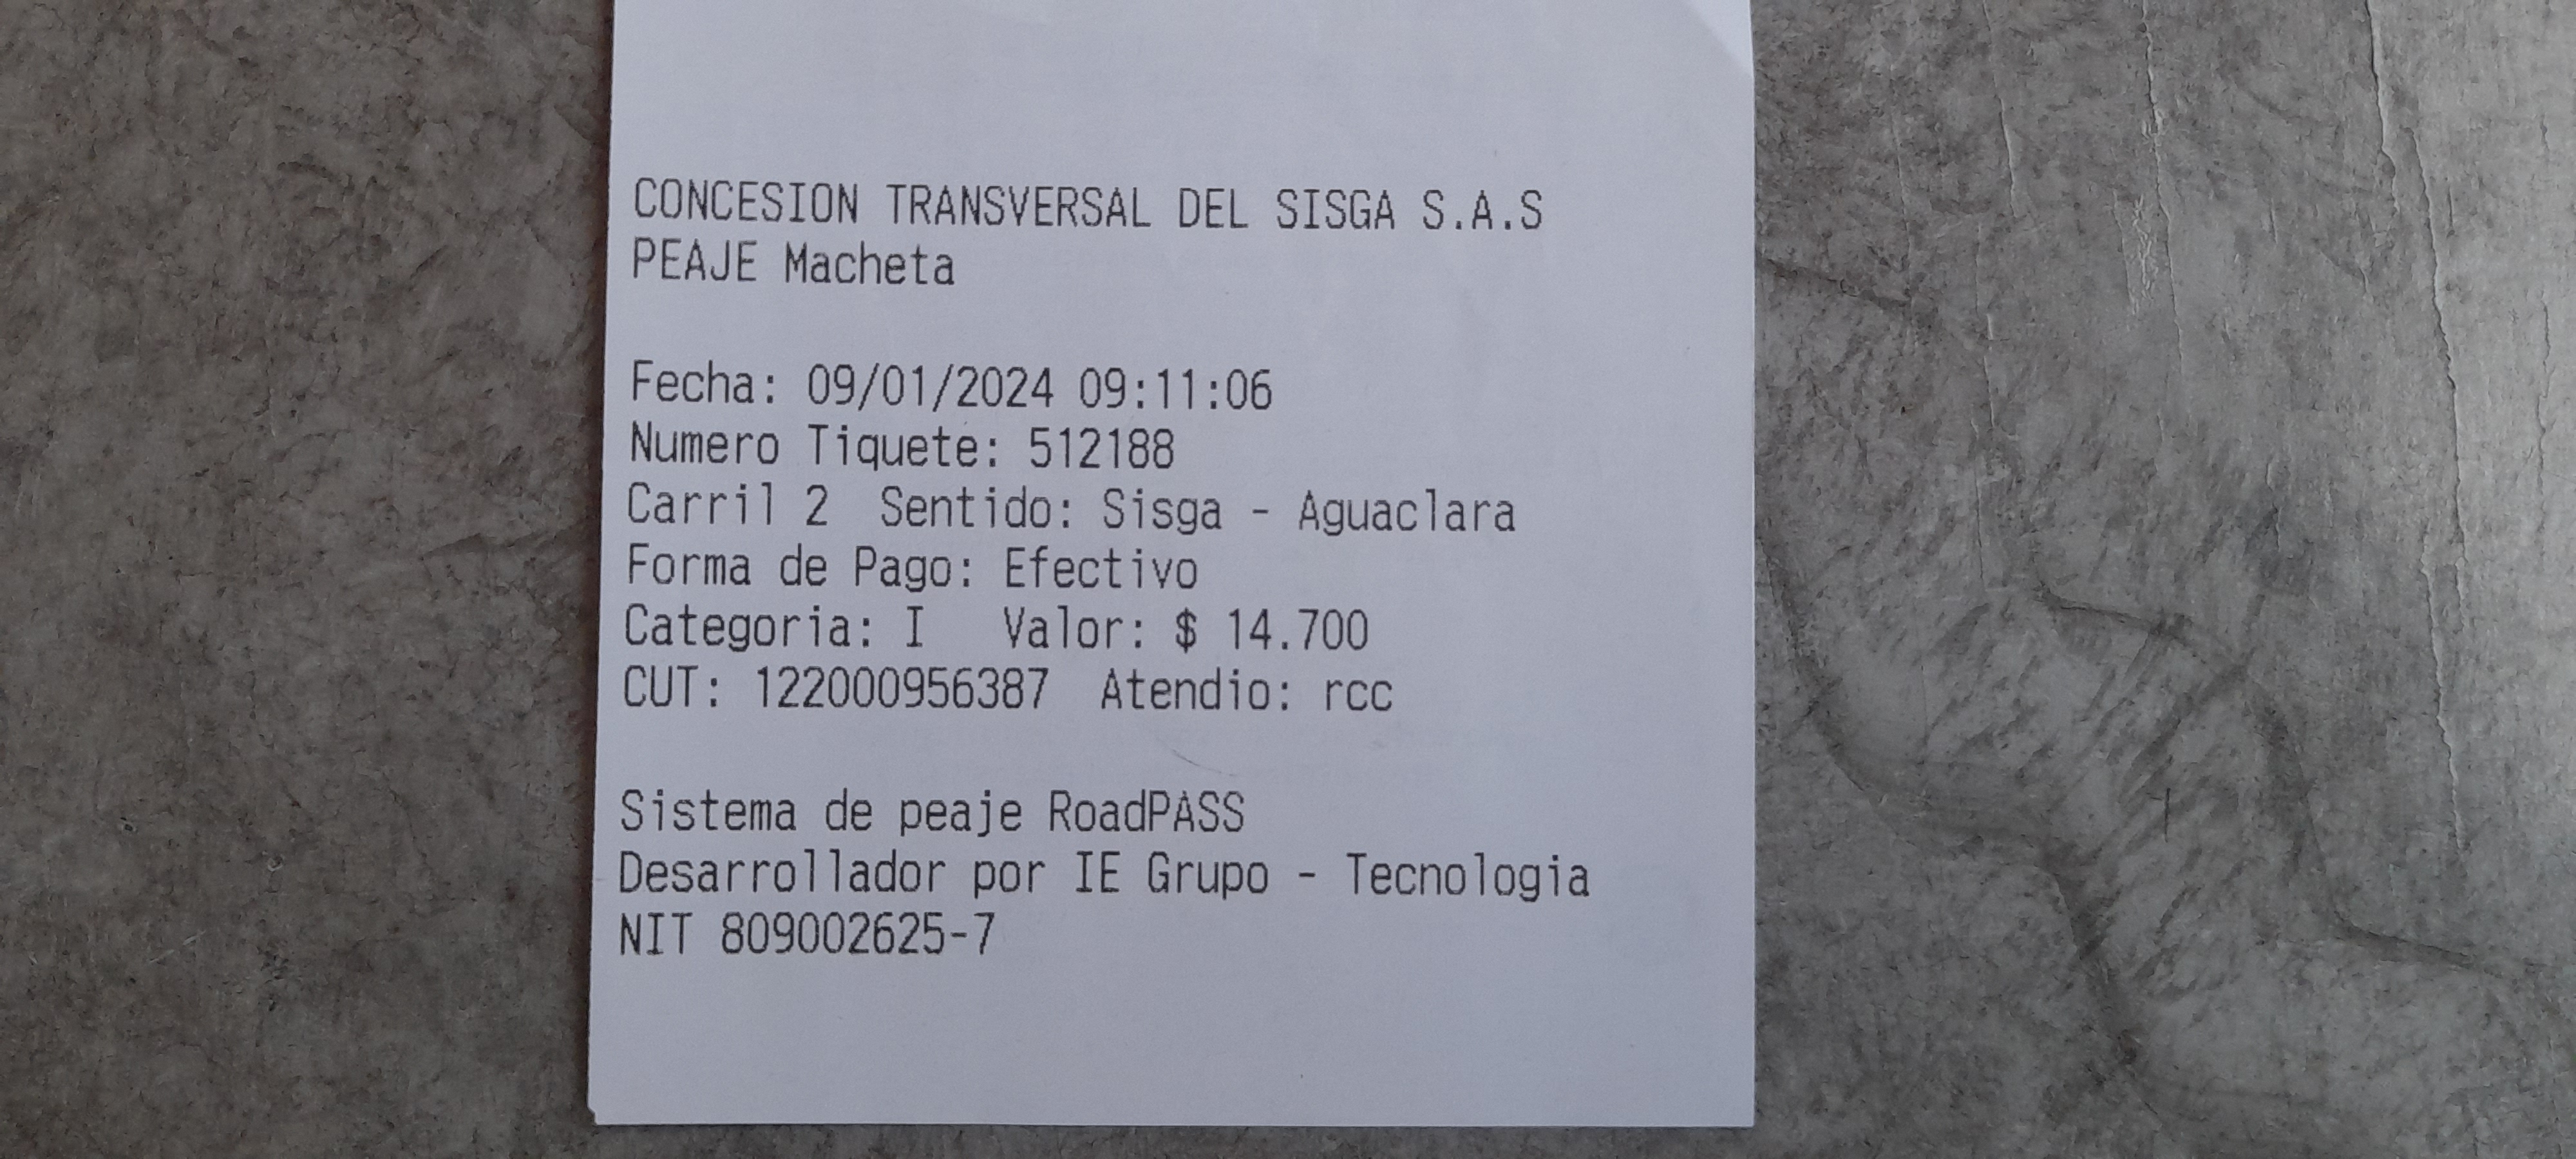 CONCESION TRANSVERSAL DEL SISGA S.A.S
PEAJE Macheta
Fecha: 09/01/2024 09:11:06
Numero Tiquete: 512188
Carril 2 Sentido: Sisga - Aguaclara
Forma de Pago: Efectivo
Categoria: I Valor: $ 14.700
CUT: 122000956387 Atendio: rcc
Sistema de peaje RoadPASS
Desarrollador por IE Grupo - Tecnologia
NIT 809002625-7